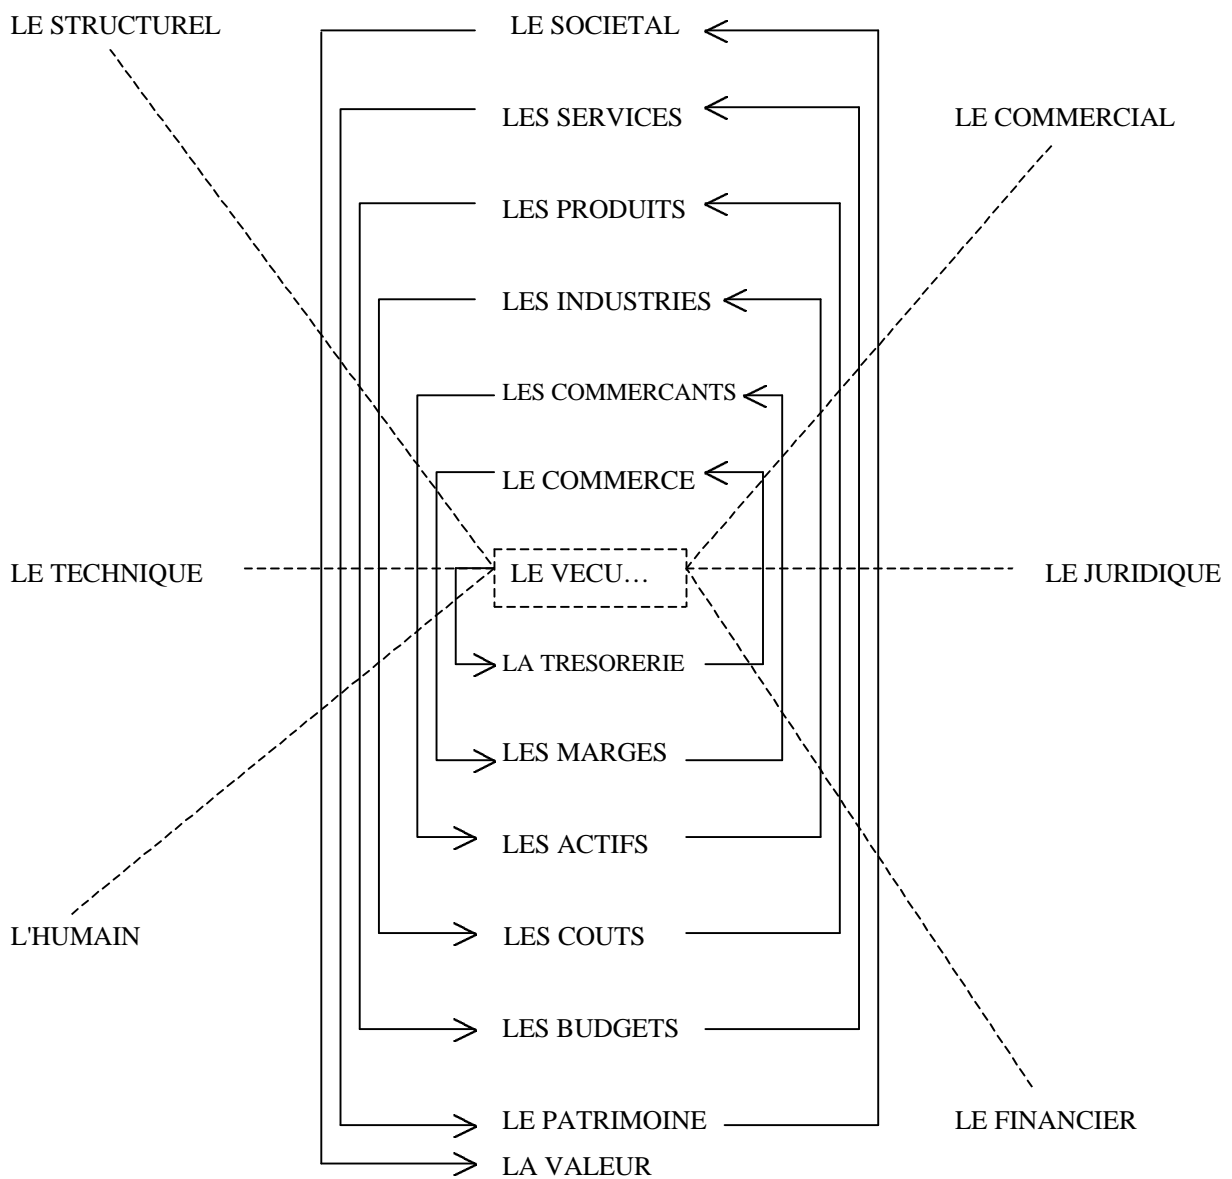 LE STRUCTUREL
LE SOCIETAL
LES SERVICES
LE COMMERCIAL
LES PRODUITS
LES INDUSTRIES
LES COMMERCANTS
LE COMMERCE
LE TECHNIQUE
LE VECU…
LE JURIDIQUE
LA TRESORERIE
LES MARGES
LES ACTIFS
L'HUMAIN
LES COUTS
LES BUDGETS
LE PATRIMOINE
LE FINANCIER
LA VALEUR